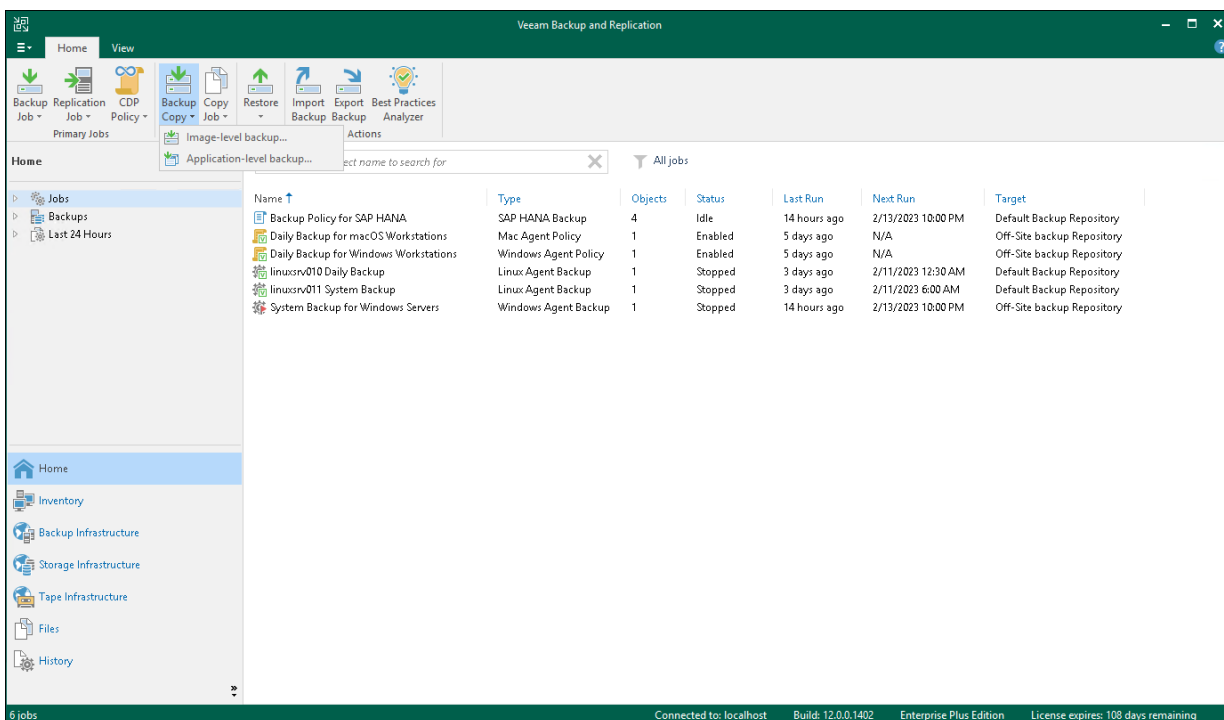 Veeam Backup and Replication
Home View
Backup Job Replication Job CDP Policy Backup Copy Copy Job Restore Import Backup Export Backup Best Practices Analyzer
Primary Jobs Actions
Image-level backup...
Application-level backup...
Home
ect name to search for All jobs
Jobs
Backups
Last 24 Hours
Name Type Objects Status Last Run Next Run Target
Backup Policy for SAP HANA SAP HANA Backup 4 Idle 14 hours ago 2/13/2023 10:00 PM Default Backup Repository
Daily Backup for macOS Workstations Mac Agent Policy 1 Enabled 5 days ago N/A Off-Site backup Repository
Daily Backup for Windows Workstations Windows Agent Policy 1 Enabled 5 days ago N/A Off-Site backup Repository
linuxsrv010 Daily Backup Linux Agent Backup 1 Stopped 3 days ago 2/11/2023 12:30 AM Default Backup Repository
linuxsrv011 System Backup Linux Agent Backup 1 Stopped 3 days ago 2/11/2023 6:00 AM Default Backup Repository
System Backup for Windows Servers Windows Agent Backup 1 Stopped 14 hours ago 2/13/2023 10:00 PM Off-Site backup Repository
Home
Inventory
Backup Infrastructure
Storage Infrastructure
Tape Infrastructure
Files
History
6 jobs Connected to: localhost Build: 12.0.0.1402 Enterprise Plus Edition License expires: 108 days remaining